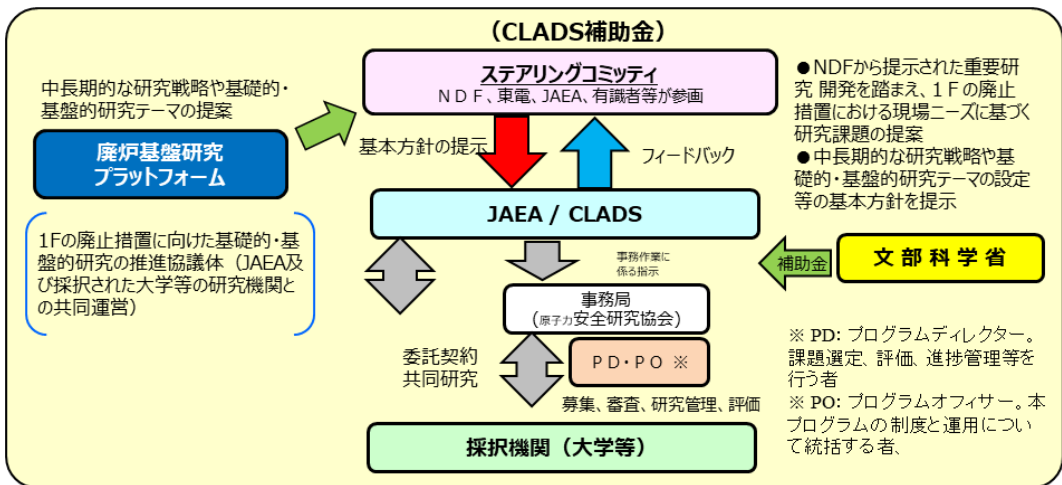 （CLADS補助金）
ステアリングコミッティ
ＮＤＦ、東電、JAEA、有識者等が参画
中長期的な研究戦略や基礎的・
基盤的研究テーマの提案
廃炉基盤研究
プラットフォーム
1Fの廃止措置に向けた基礎的・基
盤的研究の推進協議体（JAEA及
び採択された大学等の研究機関と
の共同運営）
基本方針の提示
フィードバック
●NDFから提示された重要研
究 開発を踏まえ、１Ｆの廃止
措置における現場ニーズに基づく
研究課題の提案
●中長期的な研究戦略や基
礎的・基盤的研究テーマの設定
等の基本方針を提示
JAEA / CLADS
事務作業に
係る指示
補助金
文部科学省
事務局
(原子力安全研究協会)
委託契約
共同研究
ＰＤ・ＰＯ ※
募集、審査、研究管理、評価
採択機関（大学等）
※ PD: プログラムディレクター。
課題選定、評価、進捗管理等を
行う者
※ PO: プログラムオフィサー。本
プログラムの制度と運用につい
て統括する者、